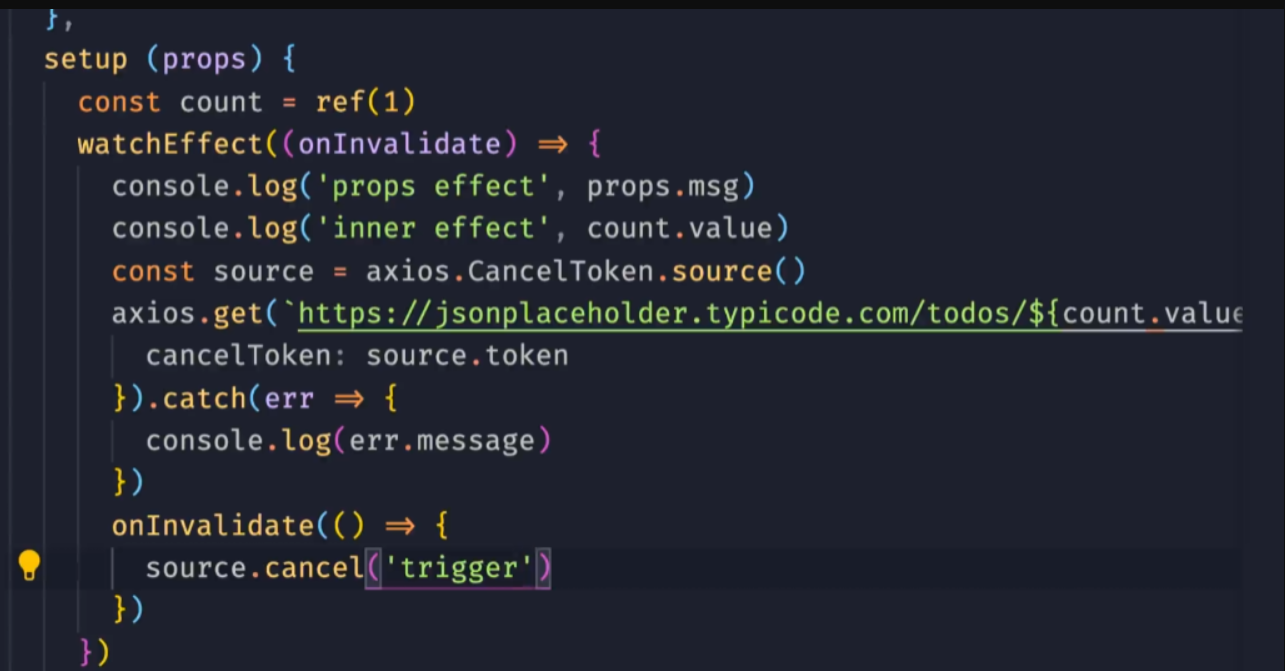 },
setup (props) {
const count = ref(1)
watchEffect((onInvalidate) => {
console.log('props effect', props.msg)
console.log('inner effect', count.value)
const source = axios.CancelToken.source()
axios.get(`https://jsonplaceholder.typicode.com/todos/${count.value
cancelToken: source.token
}).catch(err => {
console.log(err.message)
})
onInvalidate(() => {
source.cancel('trigger')
})
})